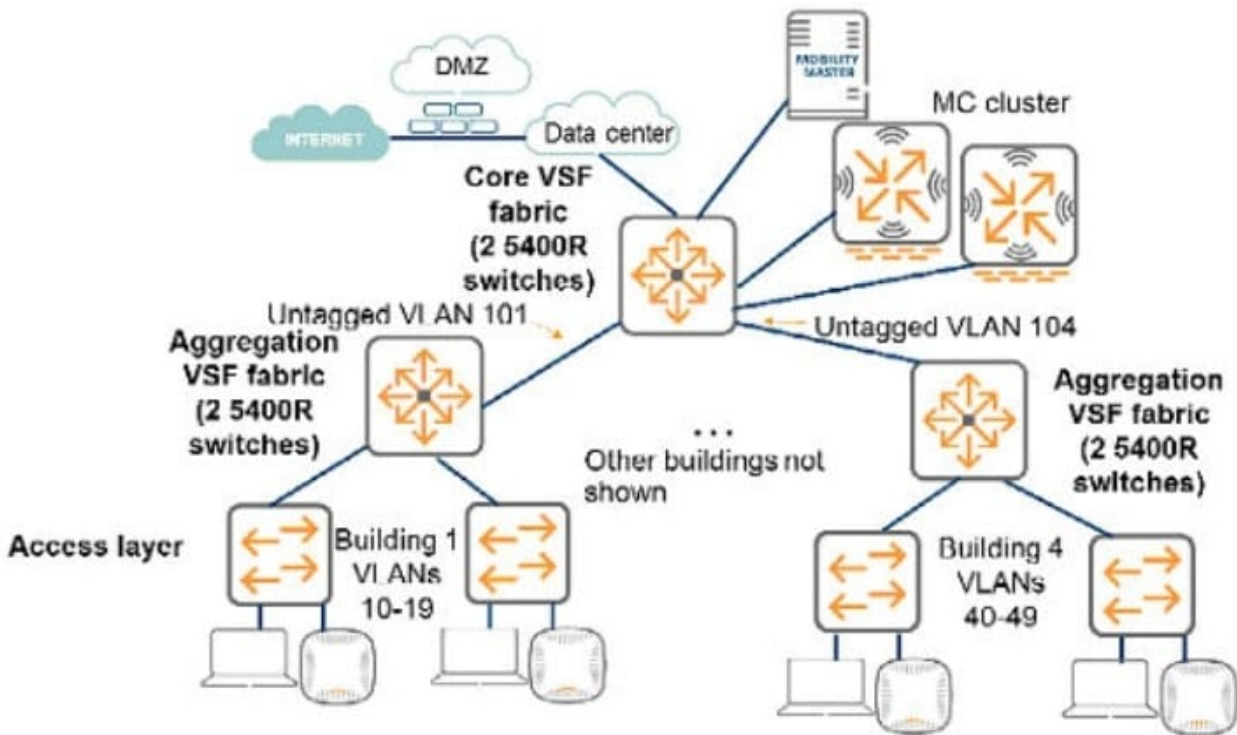 DMZ
INTERNET
Data center
MOBILITY
MASTER
MC cluster
Core VSF
fabric
(2 5400R
switches)
Untagged VLAN 101
Untagged VLAN 104
Aggregation
VSF fabric
(2 5400R
switches)
Aggregation
VSF fabric
(2 5400R
switches)
...
Other buildings not
shown
Access layer
Building 1
VLANs
10-19
Building 4
VLANs
40-49